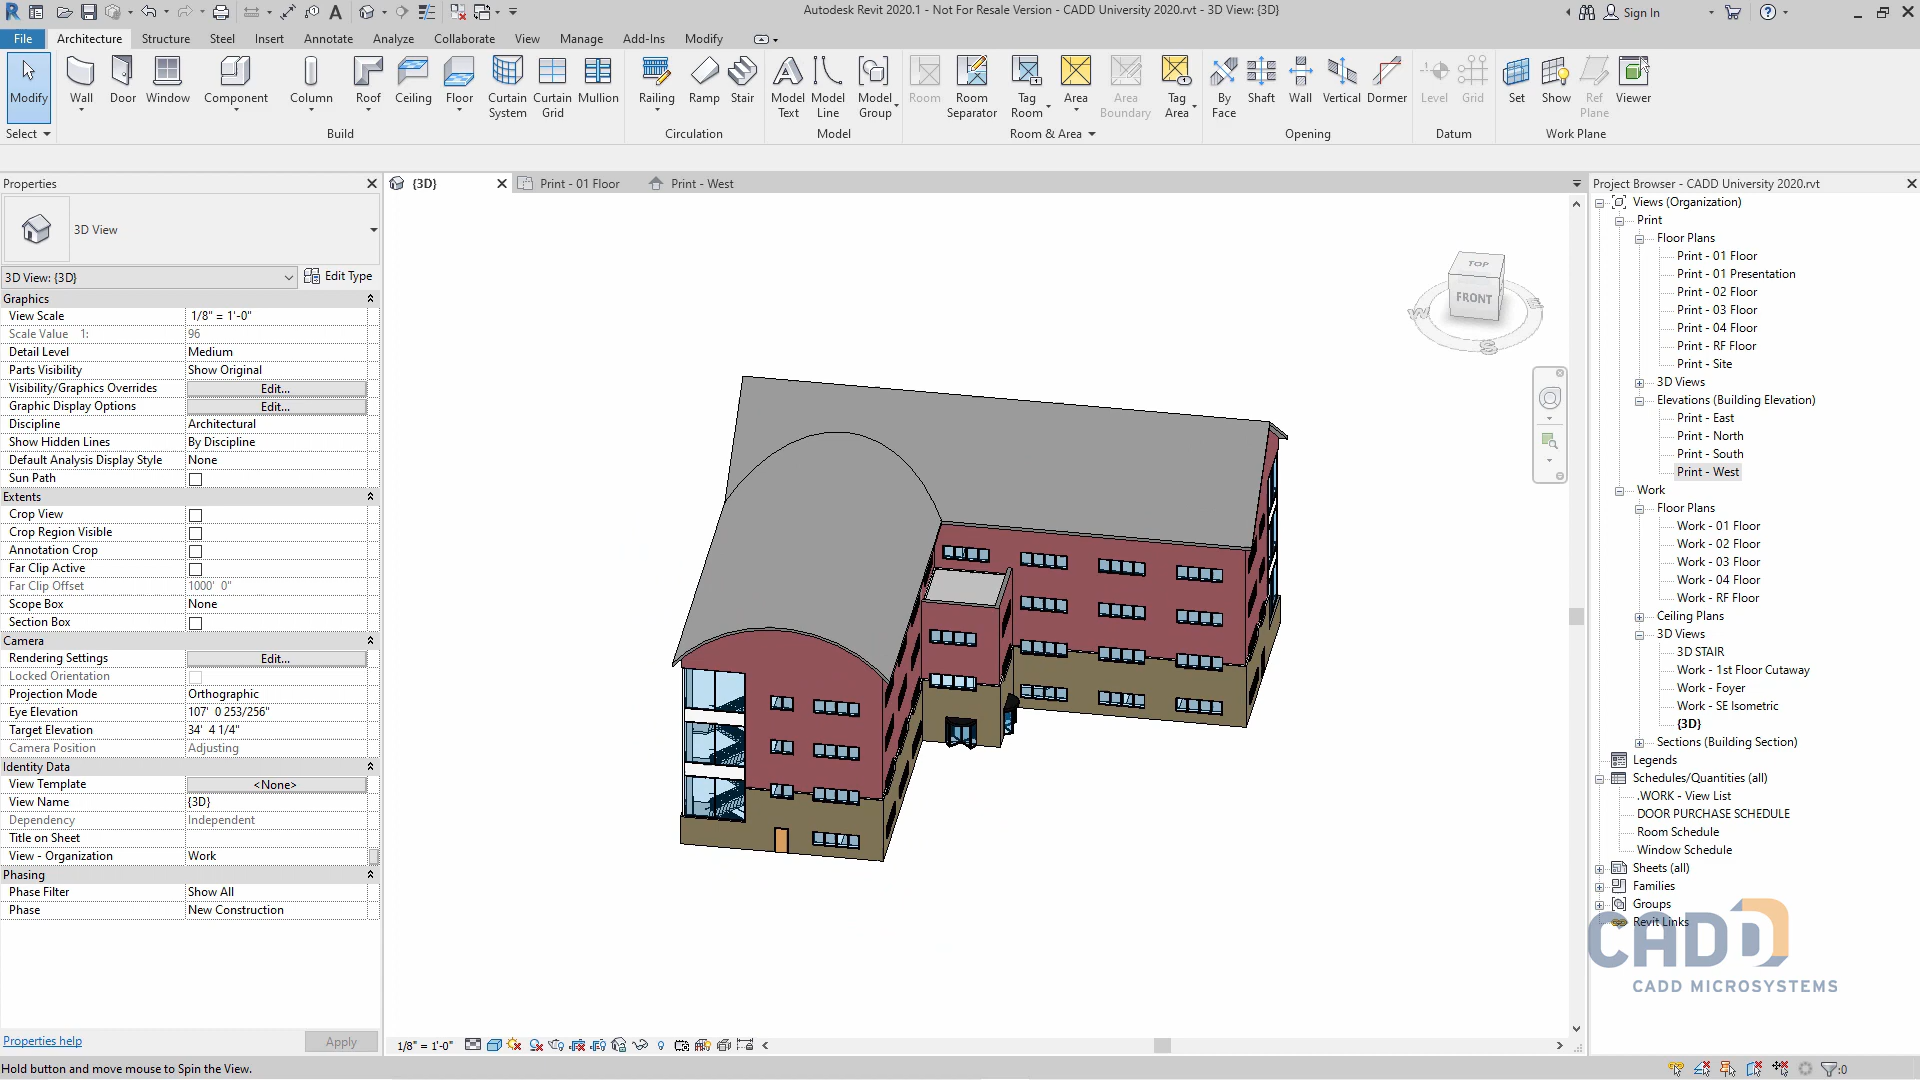 Autodesk Revit 2020.1 - Not For Resale Version - CADD University 2020.rvt - 3D View: {3D}
Sign In
File Architecture Structure Steel Insert Annotate Analyze Collaborate View Manage Add-Ins Modify
Modify Wall Door Window Component Column Roof Ceiling Floor Curtain System Curtain Grid Mullion Railing Ramp Stair Model Text Model Line Model Group Room Room Separator Tag Room Area Area Boundary Tag Area By Face Shaft Wall Vertical Dormer Level Grid Set Show Ref Plane Viewer
Select Build Circulation Model Room & Area Opening Datum Work Plane
Properties
3D View
3D View: {3D} Edit Type
Graphics
View Scale 1/8" = 1'-0"
Scale Value 1: 96
Detail Level Medium
Parts Visibility Show Original
Visibility/Graphics Overrides Edit...
Graphic Display Options Edit...
Discipline Architectural
Show Hidden Lines By Discipline
Default Analysis Display Style None
Sun Path
Extents
Crop View
Crop Region Visible
Annotation Crop
Far Clip Active
Far Clip Offset 1000' 0"
Scope Box None
Section Box
Camera
Rendering Settings Edit...
Locked Orientation
Projection Mode Orthographic
Eye Elevation 107' 0 253/256"
Target Elevation 34' 4 1/4"
Camera Position Adjusting
Identity Data
View Template <None>
View Name {3D}
Dependency Independent
Title on Sheet
View - Organization Work
Phasing
Phase Filter Show All
Phase New Construction
Properties help Apply
{3D} Print - 01 Floor Print - West
TOP
FRONT
W
E
S
1/8" = 1'-0"
Project Browser - CADD University 2020.rvt
Views (Organization)
Print
Floor Plans
Print - 01 Floor
Print - 01 Presentation
Print - 02 Floor
Print - 03 Floor
Print - 04 Floor
Print - RF Floor
Print - Site
3D Views
Elevations (Building Elevation)
Print - East
Print - North
Print - South
Print - West
Work
Floor Plans
Work - 01 Floor
Work - 02 Floor
Work - 03 Floor
Work - 04 Floor
Work - RF Floor
Ceiling Plans
3D Views
3D STAIR
Work - 1st Floor Cutaway
Work - Foyer
Work - SE Isometric
{3D}
Sections (Building Section)
Legends
Schedules/Quantities (all)
.WORK - View List
DOOR PURCHASE SCHEDULE
Room Schedule
Window Schedule
Sheets (all)
Families
Groups
Revit Links
CADD
CADD MICROSYSTEMS
Hold button and move mouse to Spin the View.
:0